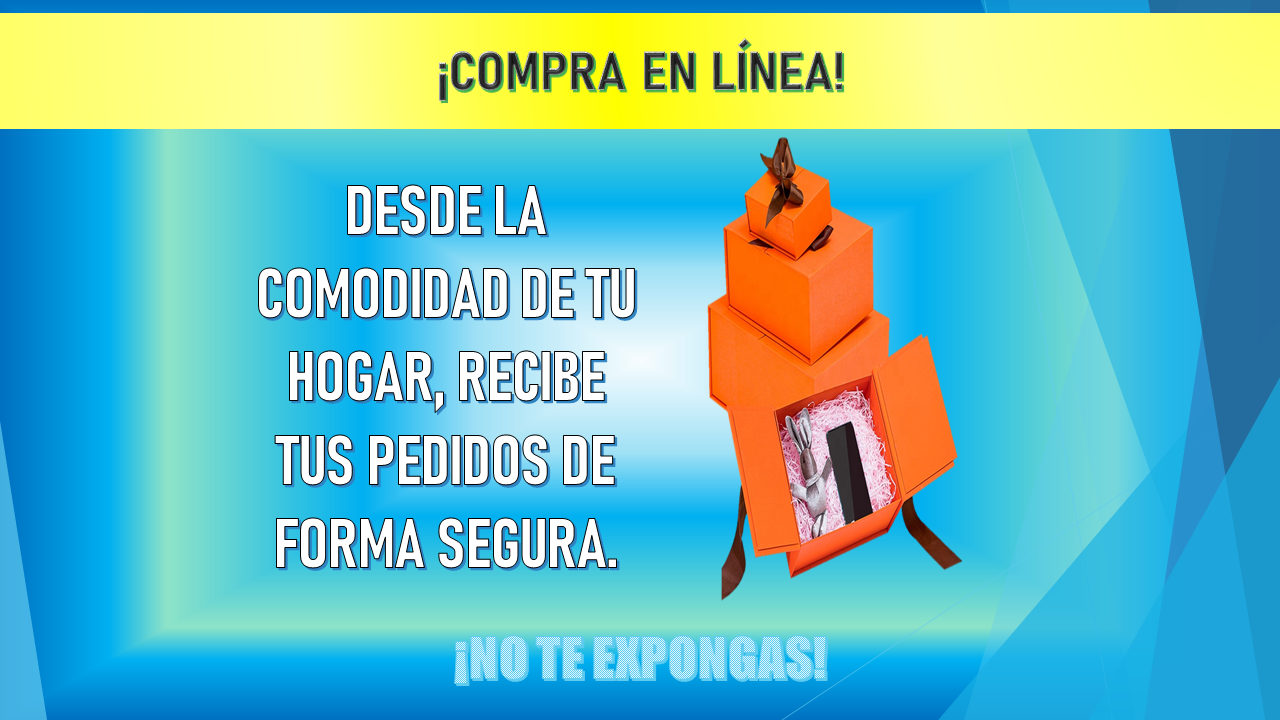 ¡COMPRA EN LÍNEA!
DESDE LA
COMODIDAD DE TU
HOGAR, RECIBE
TUS PEDIDOS DE
FORMA SEGURA.
¡NO TE EXPONGAS!